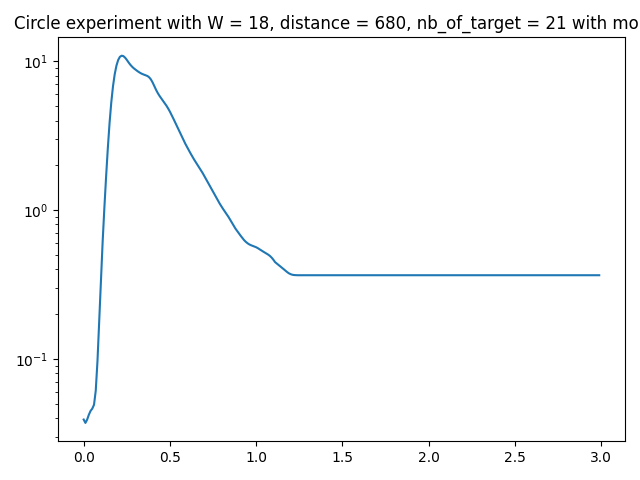 Circle experiment with W = 18, distance = 680, nb_of_target = 21 with mo
10¹
10⁰
10⁻¹
0.0 0.5 1.0 1.5 2.0 2.5 3.0